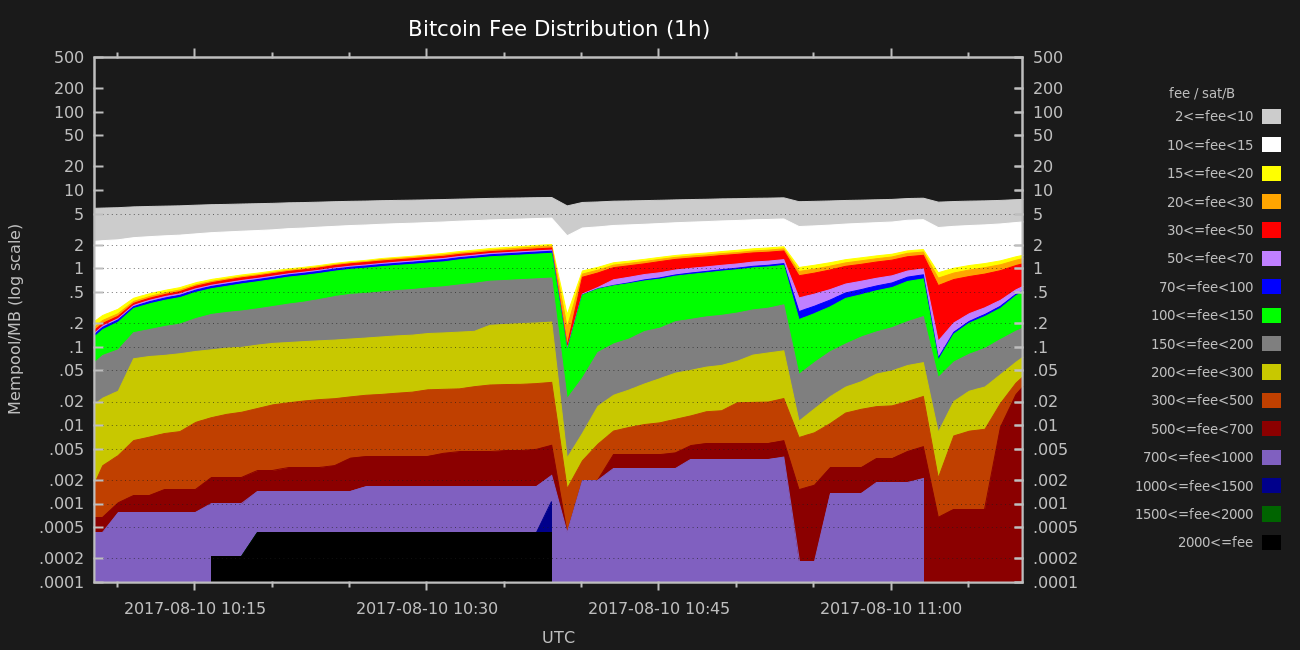 Bitcoin Fee Distribution (1h)
500 500
200 200
100 100
50 50
20 20
10 10
5 5
2 2
1 1
.5 .5
.2 .2
.1 .1
.05 .05
.02 .02
.01 .01
.005 .005
.002 .002
.001 .001
.0005 .0005
.0002 .0002
.0001 .0001
Mempool/MB (log scale)
2017-08-10 10:15 2017-08-10 10:30 2017-08-10 10:45 2017-08-10 11:00
UTC
fee / sat/B
2<=fee<10
10<=fee<15
15<=fee<20
20<=fee<30
30<=fee<50
50<=fee<70
70<=fee<100
100<=fee<150
150<=fee<200
200<=fee<300
300<=fee<500
500<=fee<700
700<=fee<1000
1000<=fee<1500
1500<=fee<2000
2000<=fee